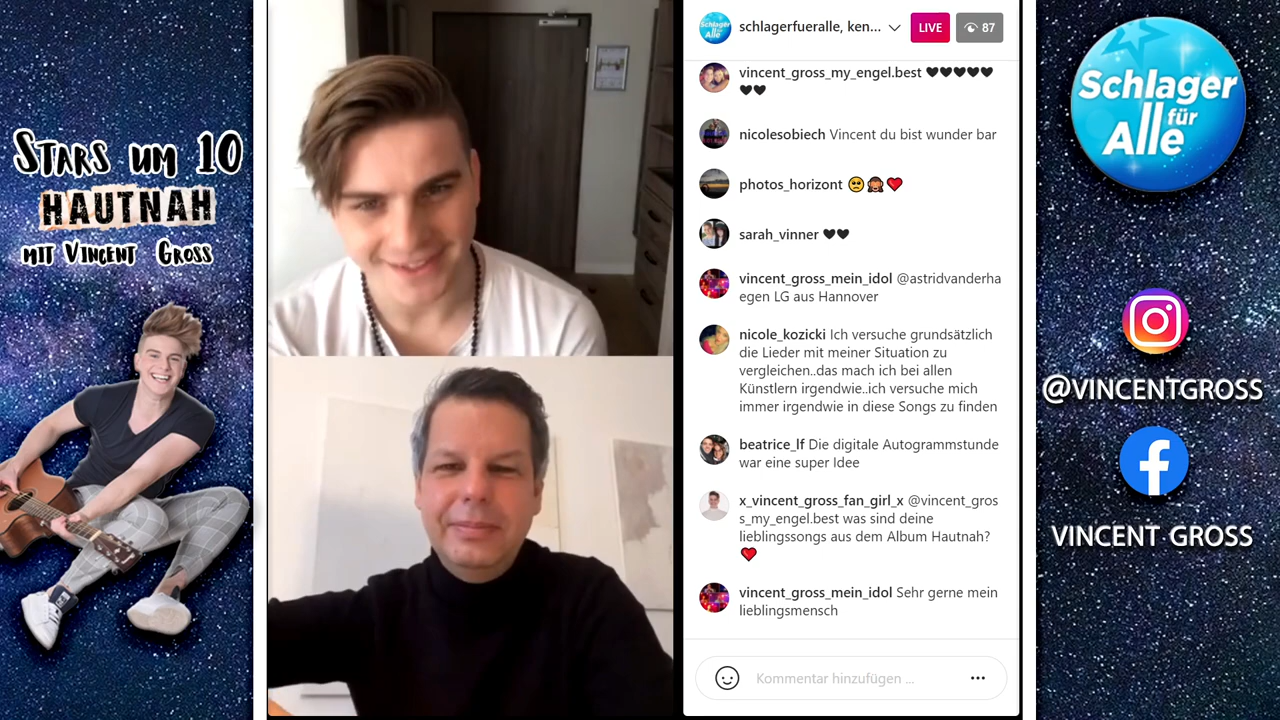 Stars um 10
HAUTNAH
mit Vincent Gross
schlagerfueralle, ken...
LIVE
87
vincent_gross_my_engel.best 🖤🖤🖤🖤🖤
🖤🖤
nicolesobiech Vincent du bist wunder bar
photos_horizont 🥺🙊❤️
sarah_vinner 🖤🖤
vincent_gross_mein_idol @astridvanderha
egen LG aus Hannover
nicole_kozicki Ich versuche grundsätzlich
die Lieder mit meiner Situation zu
vergleichen..das mach ich bei allen
Künstlern irgendwie..ich versuche mich
immer irgendwie in diese Songs zu finden
beatrice_lf Die digitale Autogrammstunde
war eine super Idee
x_vincent_gross_fan_girl_x @vincent_gros
s_my_engel.best was sind deine
lieblingssongs aus dem Album Hautnah?
❤️
vincent_gross_mein_idol Sehr gerne mein
lieblingsmensch
Kommentar hinzufügen ...
Schlager
für
Alle
@VINCENTGROSS
VINCENT GROSS